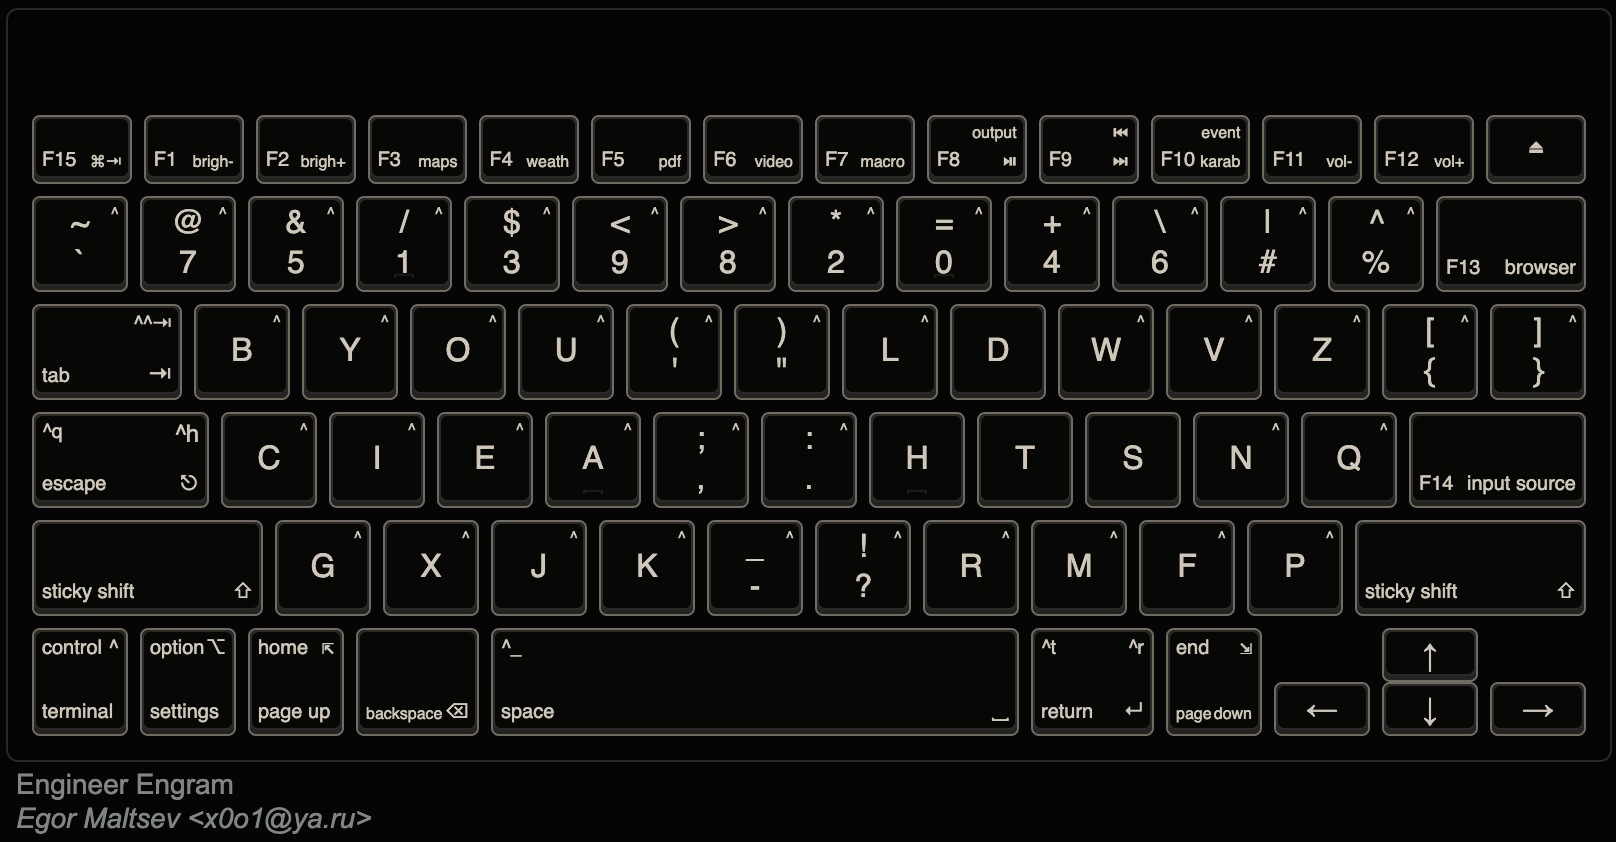 output ⏮ event
F15 ⌘⇥ F1 brigh- F2 brigh+ F3 maps F4 weath F5 pdf F6 video F7 macro F8 ⏯ F9 ⏭ F10 karab F11 vol- F12 vol+ ⏏
~ ^ @ ^ & ^ / ^ $ ^ < ^ > ^ * ^ = ^ + ^ \ ^ | ^ ^ ^
` 7 5 1 3 9 8 2 0 4 6 # % F13 browser
^^⇥ ^ ^ ^ ^ ( ^ ) ^ ^ ^ ^ ^ [ ^ ] ^
B Y O U L D W V Z
tab ⇥ ' " { }
^q ^h ^ ^ ^ ^ ; ^ : ^ ^ ^ ^
C I E A H T S N Q
escape ⎋ , . F14 input source
^ ^ ^ ^ _ ^ ! ^ ^ ^ ^ ^
G X J K R M F P
sticky shift ⇧ - ? sticky shift ⇧
control ^ option ⌥ home ⇱ ^_ ^t ^r end ⇲ ↑
terminal settings page up backspace ⌫ space ⎵ return ↵ page down ← ↓ →
Engineer Engram
Egor Maltsev <x0o1@ya.ru>